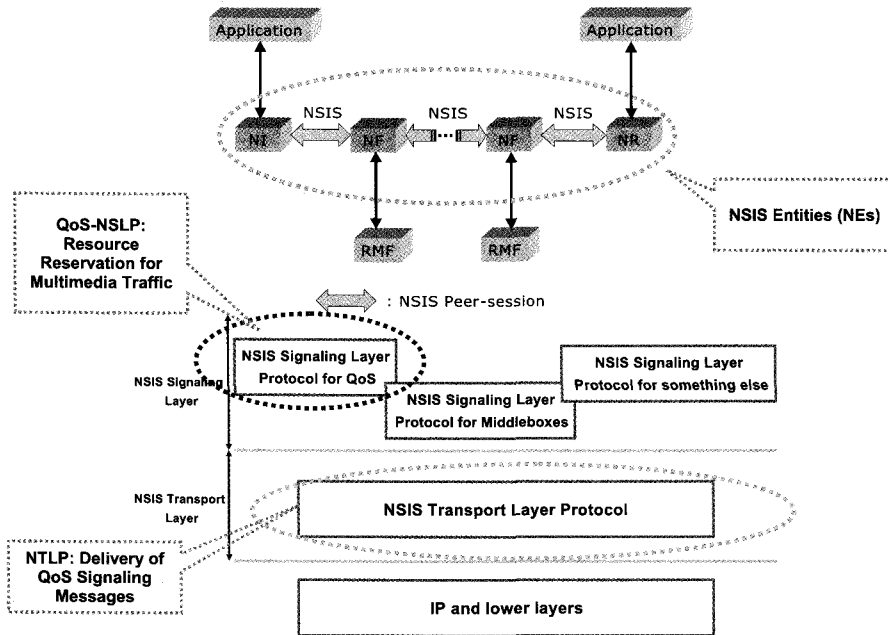 Application
Application
NSIS
NSIS
NSIS
NI
NF
NF
NR
NSIS Entities (NEs)
QoS-NSLP:
Resource
Reservation for
Multimedia Traffic
RMF
RMF
: NSIS Peer-session
NSIS Signaling Layer
Protocol for QoS
NSIS Signaling Layer
Protocol for something else
NSIS Signaling
Layer
NSIS Signaling Layer
Protocol for Middleboxes
NSIS Transport
Layer
NSIS Transport Layer Protocol
NTLP: Delivery of
QoS Signaling
Messages
IP and lower layers